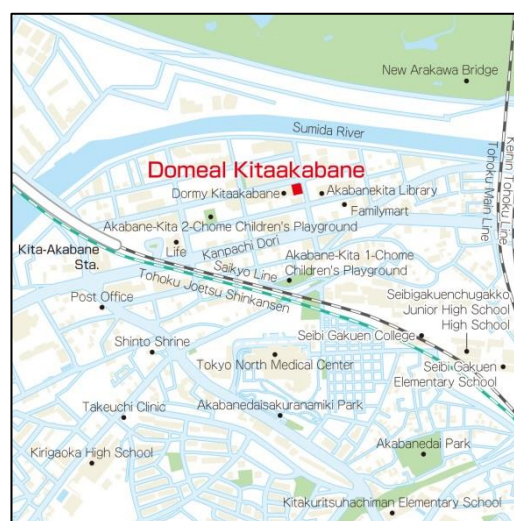 New Arakawa Bridge
Sumida River
Tohoku Main Line
Keihin Tohoku Line
Domeal Kitaakabane
Dormy Kitaakabane
Akabanekita Library
Familymart
Akabane-Kita 2-Chome Children's Playground
Kita-Akabane
Sta.
Life
Kanpachi Dori
Saikyo Line
Akabane-Kita 1-Chome
Children's Playground
Tohoku Joetsu Shinkansen
Post Office
Seibigakuenchugakko
Junior High School
High School
Shinto Shrine
Seibi Gakuen College
Tokyo North Medical Center
Seibi Gakuen
Elementary School
Takeuchi Clinic
Akabanedaisakuranamiki Park
Kirigaoka High School
Akabanedai Park
Kitakuritsuhachiman Elementary School